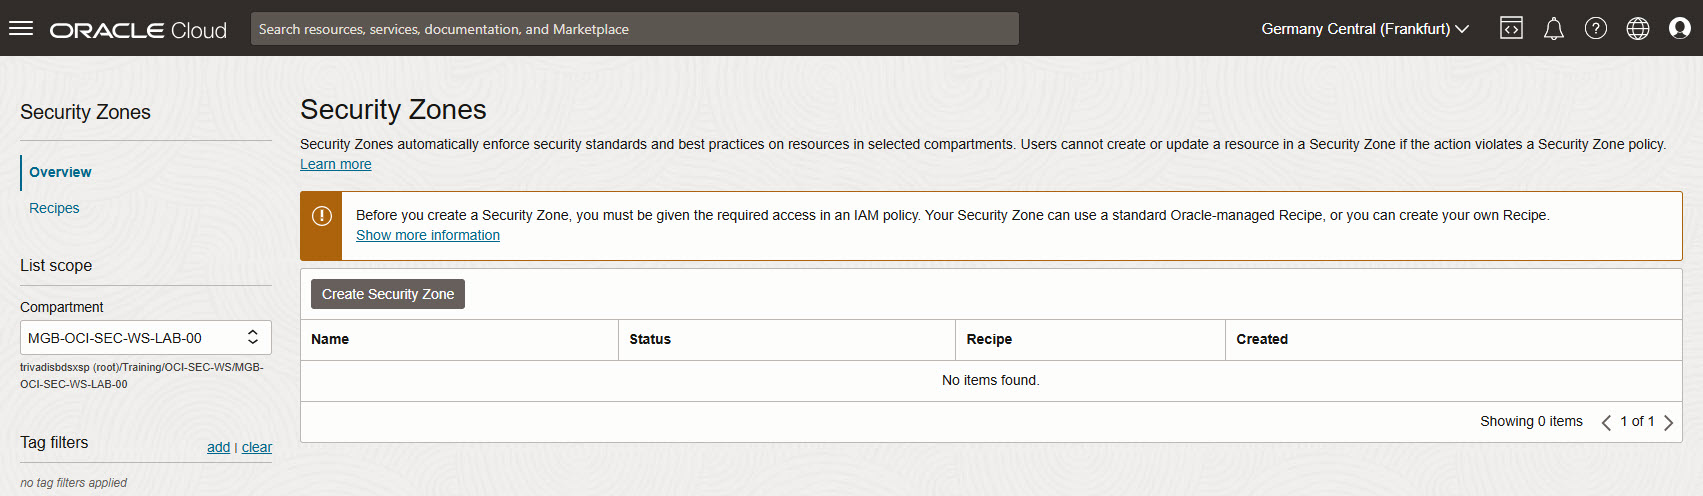 ORACLE Cloud
Search resources, services, documentation, and Marketplace
Germany Central (Frankfurt)
Security Zones
Overview
Recipes
List scope
Compartment
MGB-OCI-SEC-WS-LAB-00
trivadisbdsxsp (root)/Training/OCI-SEC-WS/MGB-
OCI-SEC-WS-LAB-00
Tag filters add | clear
no tag filters applied
Security Zones
Security Zones automatically enforce security standards and best practices on resources in selected compartments. Users cannot create or update a resource in a Security Zone if the action violates a Security Zone policy.
Learn more
Before you create a Security Zone, you must be given the required access in an IAM policy. Your Security Zone can use a standard Oracle-managed Recipe, or you can create your own Recipe.
Show more information
Create Security Zone
Name Status Recipe Created
No items found.
Showing 0 items 1 of 1